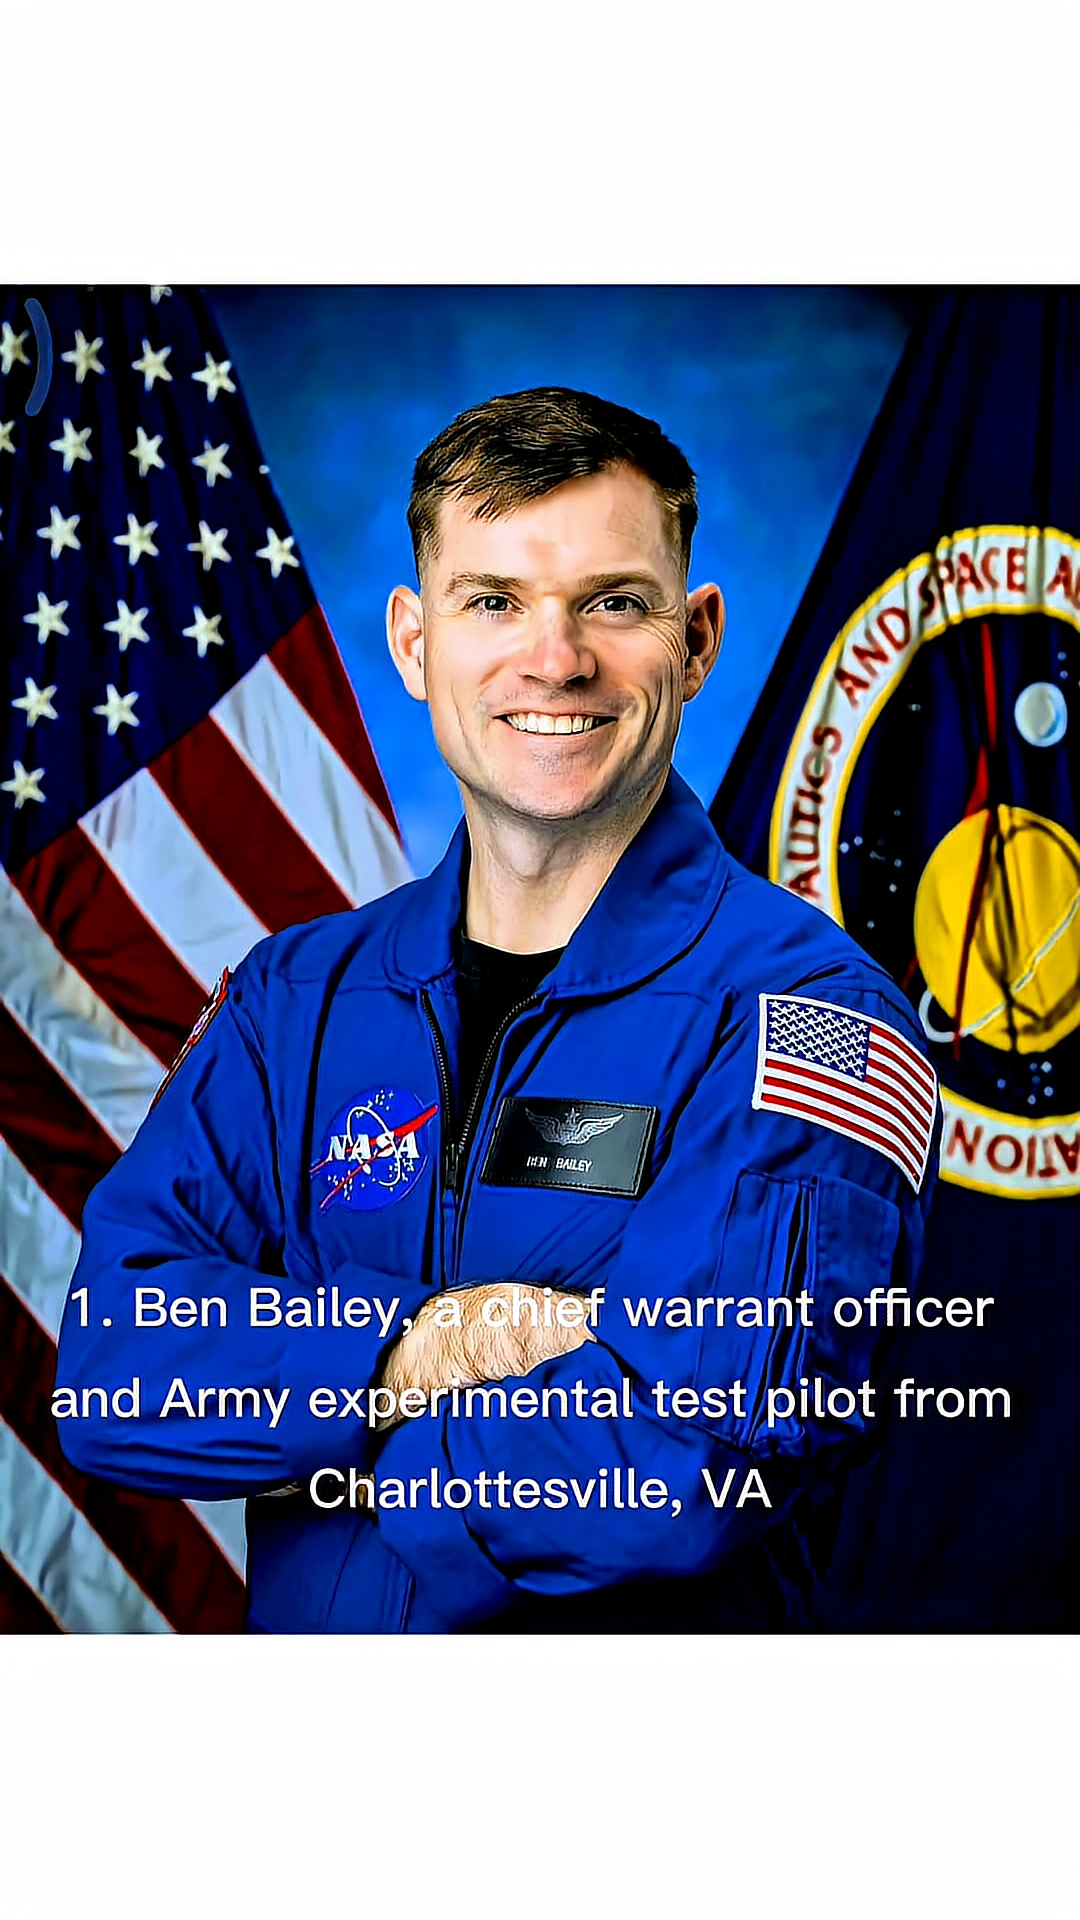 AUTICS AND SPACE A
NASA
BEN BAILEY
NATION
1. Ben Bailey, a chief warrant officer
and Army experimental test pilot from
Charlottesville, VA